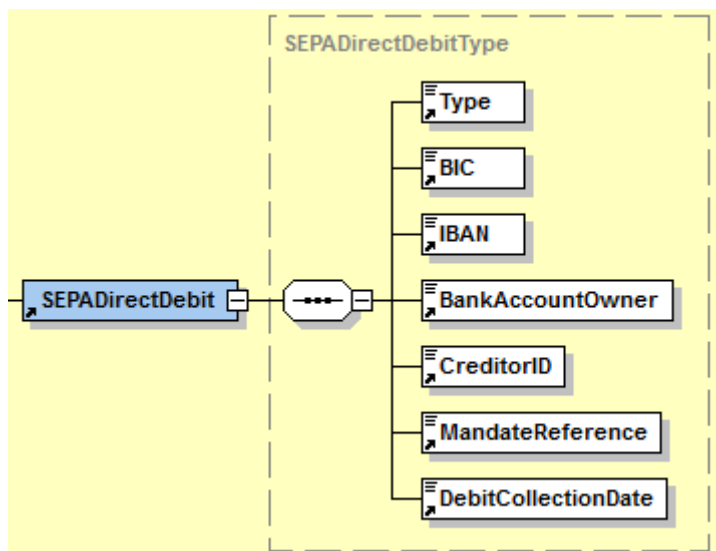 SEPADirectDebitType
Type
BIC
IBAN
SEPADirectDebit
BankAccountOwner
CreditorID
MandateReference
DebitCollectionDate